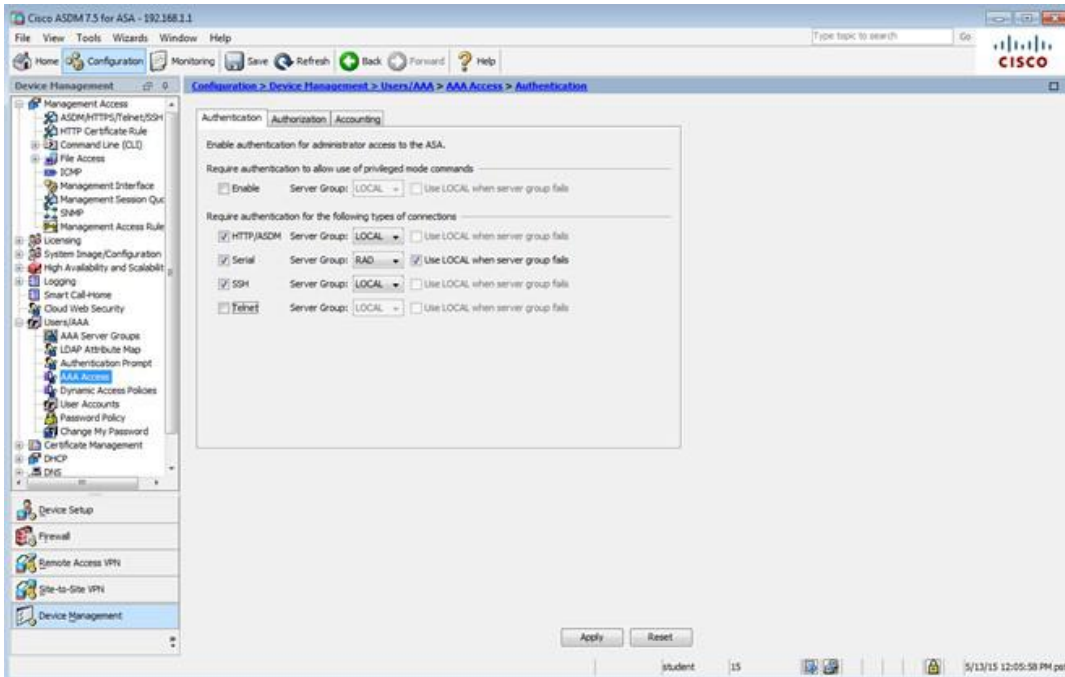 Cisco ASDM 7.5 for ASA - 192.168.1.1
File View Tools Wizards Window Help
Type topic to search Go
Home Configuration Monitoring Save Refresh Back Forward Help
CISCO
Device Management
Configuration > Device Management > Users/AAA > AAA Access > Authentication
Management Access
ASDM/HTTPS/Telnet/SSH
HTTP Certificate Rule
Command Line (CLI)
File Access
ICMP
Management Interface
Management Session Quo
SNMP
Management Access Rule
Licensing
System Image/Configuration
High Availability and Scalabilit
Logging
Smart Call-Home
Cloud Web Security
Users/AAA
AAA Server Groups
LDAP Attribute Map
Authentication Prompt
AAA Access
Dynamic Access Policies
User Accounts
Password Policy
Change My Password
Certificate Management
DHCP
DNS
Authentication Authorization Accounting
Enable authentication for administrator access to the ASA.
Require authentication to allow use of privileged mode commands
Enable Server Group: LOCAL Use LOCAL when server group fails
Require authentication for the following types of connections
HTTP/ASDM Server Group: LOCAL Use LOCAL when server group fails
Serial Server Group: RAD Use LOCAL when server group fails
SSH Server Group: LOCAL Use LOCAL when server group fails
Telnet Server Group: LOCAL Use LOCAL when server group fails
Device Setup
Firewall
Remote Access VPN
Site-to-Site VPN
Device Management
Apply Reset
student 15 5/13/15 12:05:58 PM pst